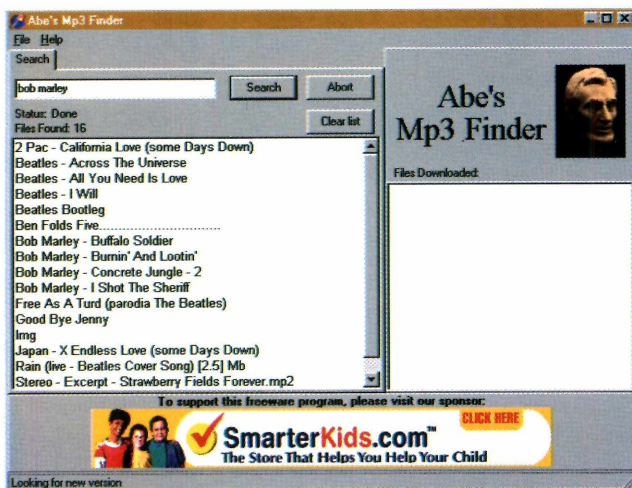 Abe's Mp3 Finder
File Help
Search
bob marley
Search
Abort
Status: Done
Files Found: 16
Clear list
2 Pac - California Love (some Days Down)
Beatles - Across The Universe
Beatles - All You Need Is Love
Beatles - I Will
Beatles Bootleg
Ben Folds Five...............................
Bob Marley - Buffalo Soldier
Bob Marley - Burnin' And Lootin'
Bob Marley - Concrete Jungle - 2
Bob Marley - I Shot The Sheriff
Free As A Turd (parodia The Beatles)
Good Bye Jenny
Img
Japan - X Endless Love (some Days Down)
Rain (live - Beatles Cover Song) [2.5] Mb
Stereo - Excerpt - Strawberry Fields Forever.mp2
Abe's
Mp3 Finder
Files Downloaded:
To support this freeware program, please visit our sponsor:
CLICK HERE
SmarterKids.com™
The Store That Helps You Help Your Child
Looking for new version